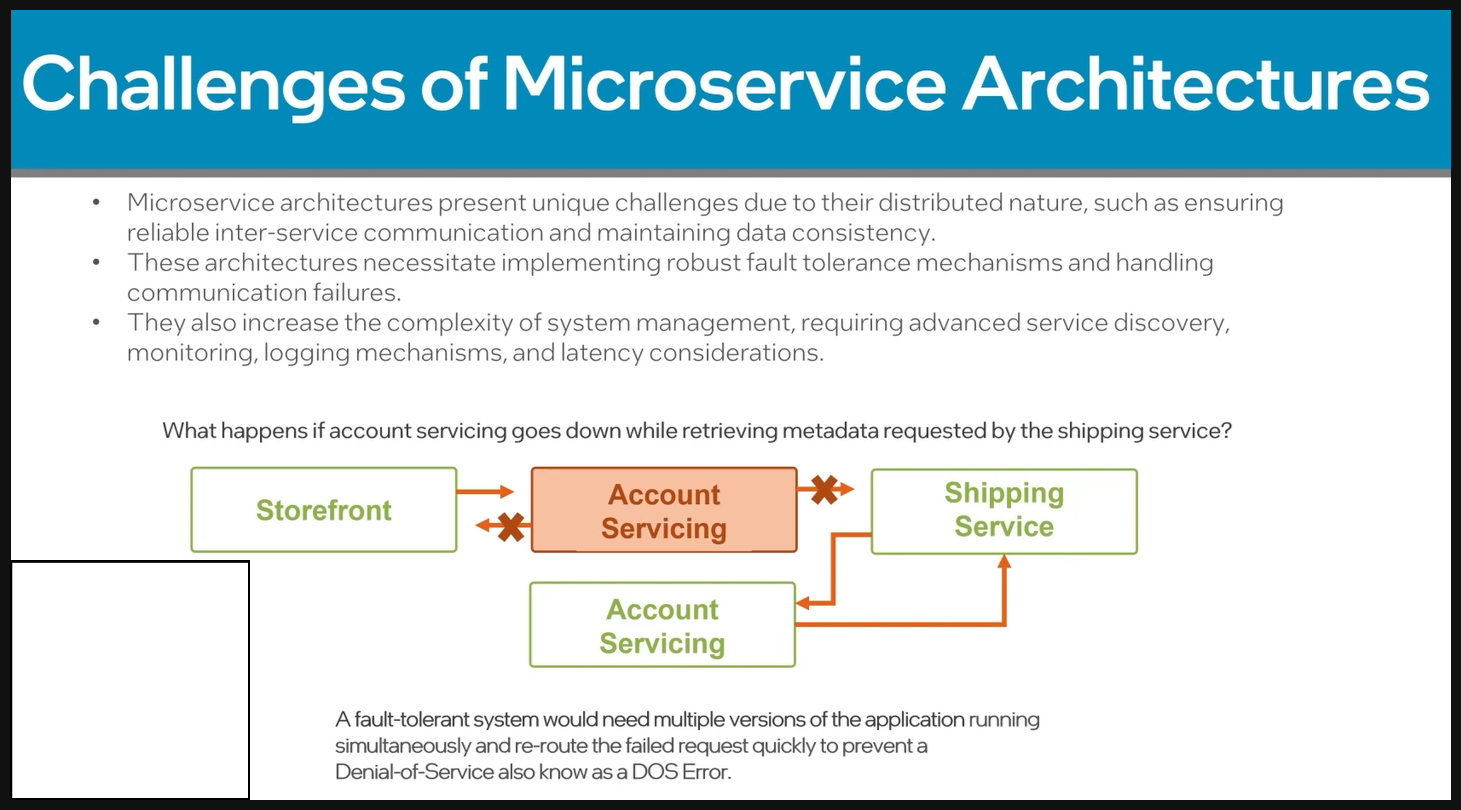 Challenges of Microservice Architectures
• Microservice architectures present unique challenges due to their distributed nature, such as ensuring
reliable inter-service communication and maintaining data consistency.
• These architectures necessitate implementing robust fault tolerance mechanisms and handling
communication failures.
• They also increase the complexity of system management, requiring advanced service discovery,
monitoring, logging mechanisms, and latency considerations.
What happens if account servicing goes down while retrieving metadata requested by the shipping service?
Storefront
Account
Servicing
Shipping
Service
Account
Servicing
A fault-tolerant system would need multiple versions of the application running
simultaneously and re-route the failed request quickly to prevent a
Denial-of-Service also know as a DOS Error.